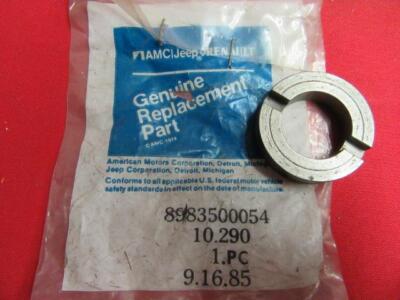 AMC|Jeep RENAULT
Genuine
Replacement
Part
© AMC 1974
American Motors Corporation, Detroit,
Jeep Corporation, Detroit, Michigan
Conforms to all applicable U.S. federal motor vehicle
safety standards in effect on the date of manufacture
8983500054
10.290
1.PC
9.16.85